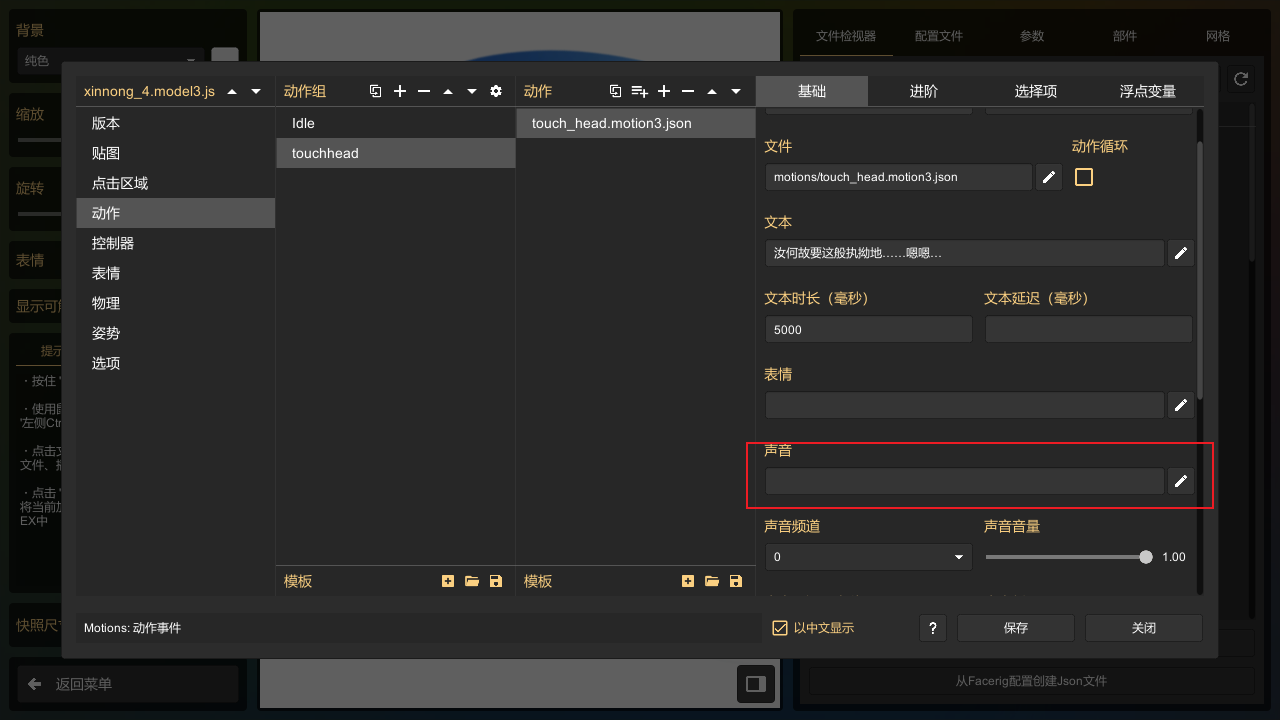 背景
纯色
缩放
旋转
表情
提示
· 按住 '
· 使用
'左侧Ctr
· 点击
文件、
· 点击 '
将当前
EX中
快照尺
返回菜单
文件检视器
配置文件
参数
部件
网格
xinnong_4.model3.js
版本
贴图
点击区域
动作
控制器
表情
物理
姿势
选项
动作组
Idle
touchhead
模板
动作
touch_head.motion3.json
模板
基础
进阶
选择项
浮点变量
文件
动作循环
motions/touch_head.motion3.json
文本
汝何故要这般执拗地......嗯嗯...
文本时长（毫秒）
文本延迟（毫秒）
5000
表情
声音
声音频道
声音音量
0
1.00
Motions: 动作事件
以中文显示
?
保存
关闭
从Facerig配置创建Json文件